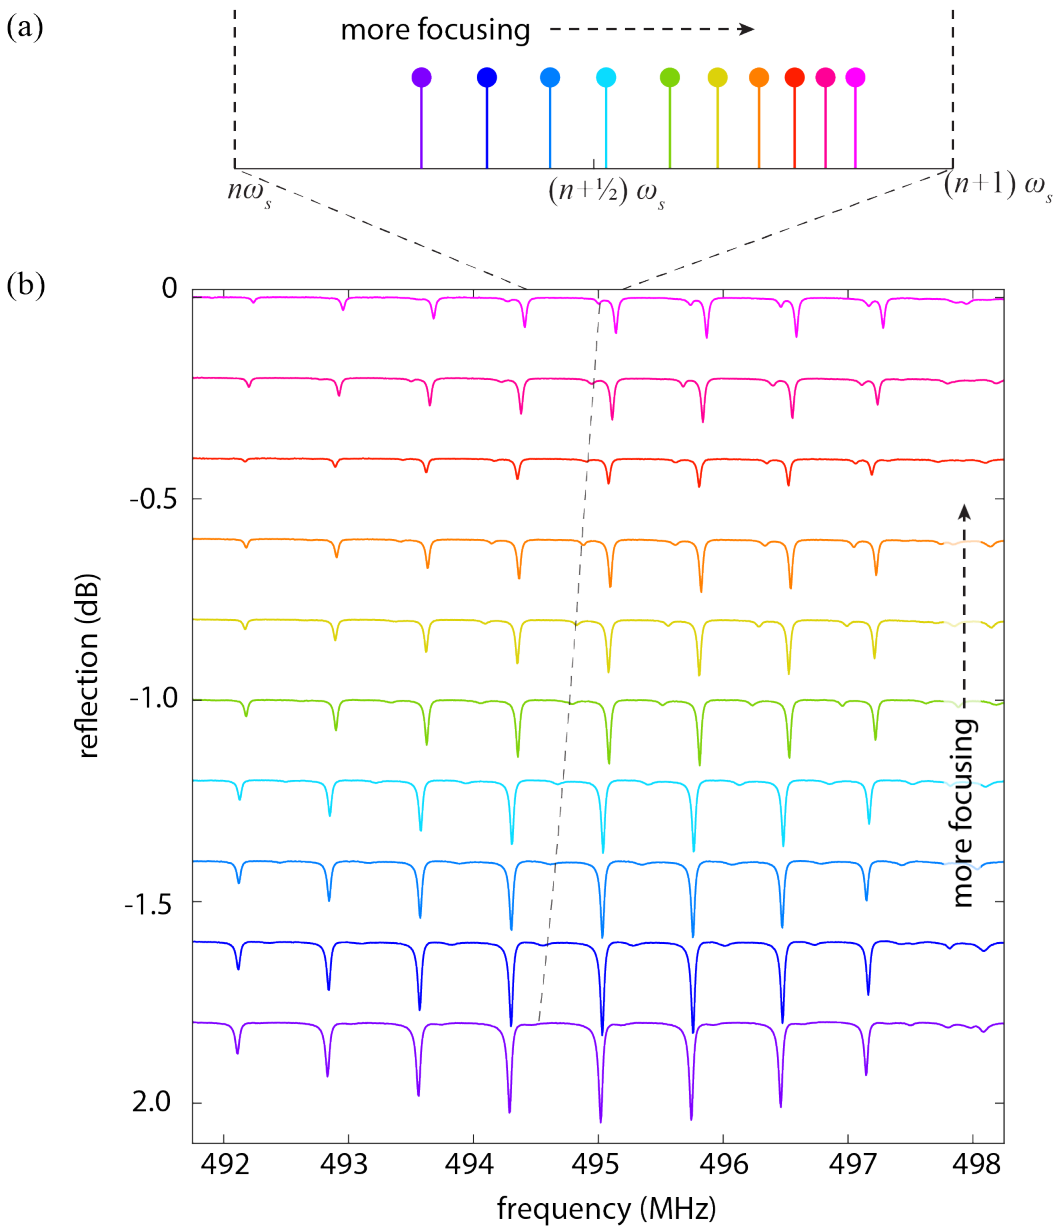 (a)
more focusing
nωs
(n+½) ωs
(n+1) ωs
(b)
0
-0.5
-1.0
-1.5
2.0
reflection (dB)
more focusing
492 493 494 495 496 497 498
frequency (MHz)